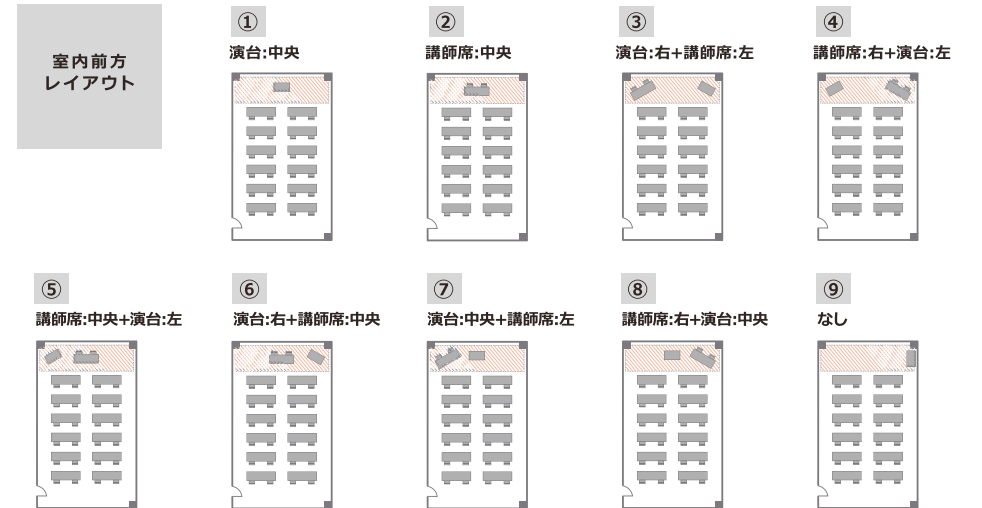 室内前方
レイアウト
①
演台:中央
②
講師席:中央
③
演台:右+講師席:左
④
講師席:右+演台:左
⑤
講師席:中央+演台:左
⑥
演台:右+講師席:中央
⑦
演台:中央+講師席:左
⑧
講師席:右+演台:中央
⑨
なし